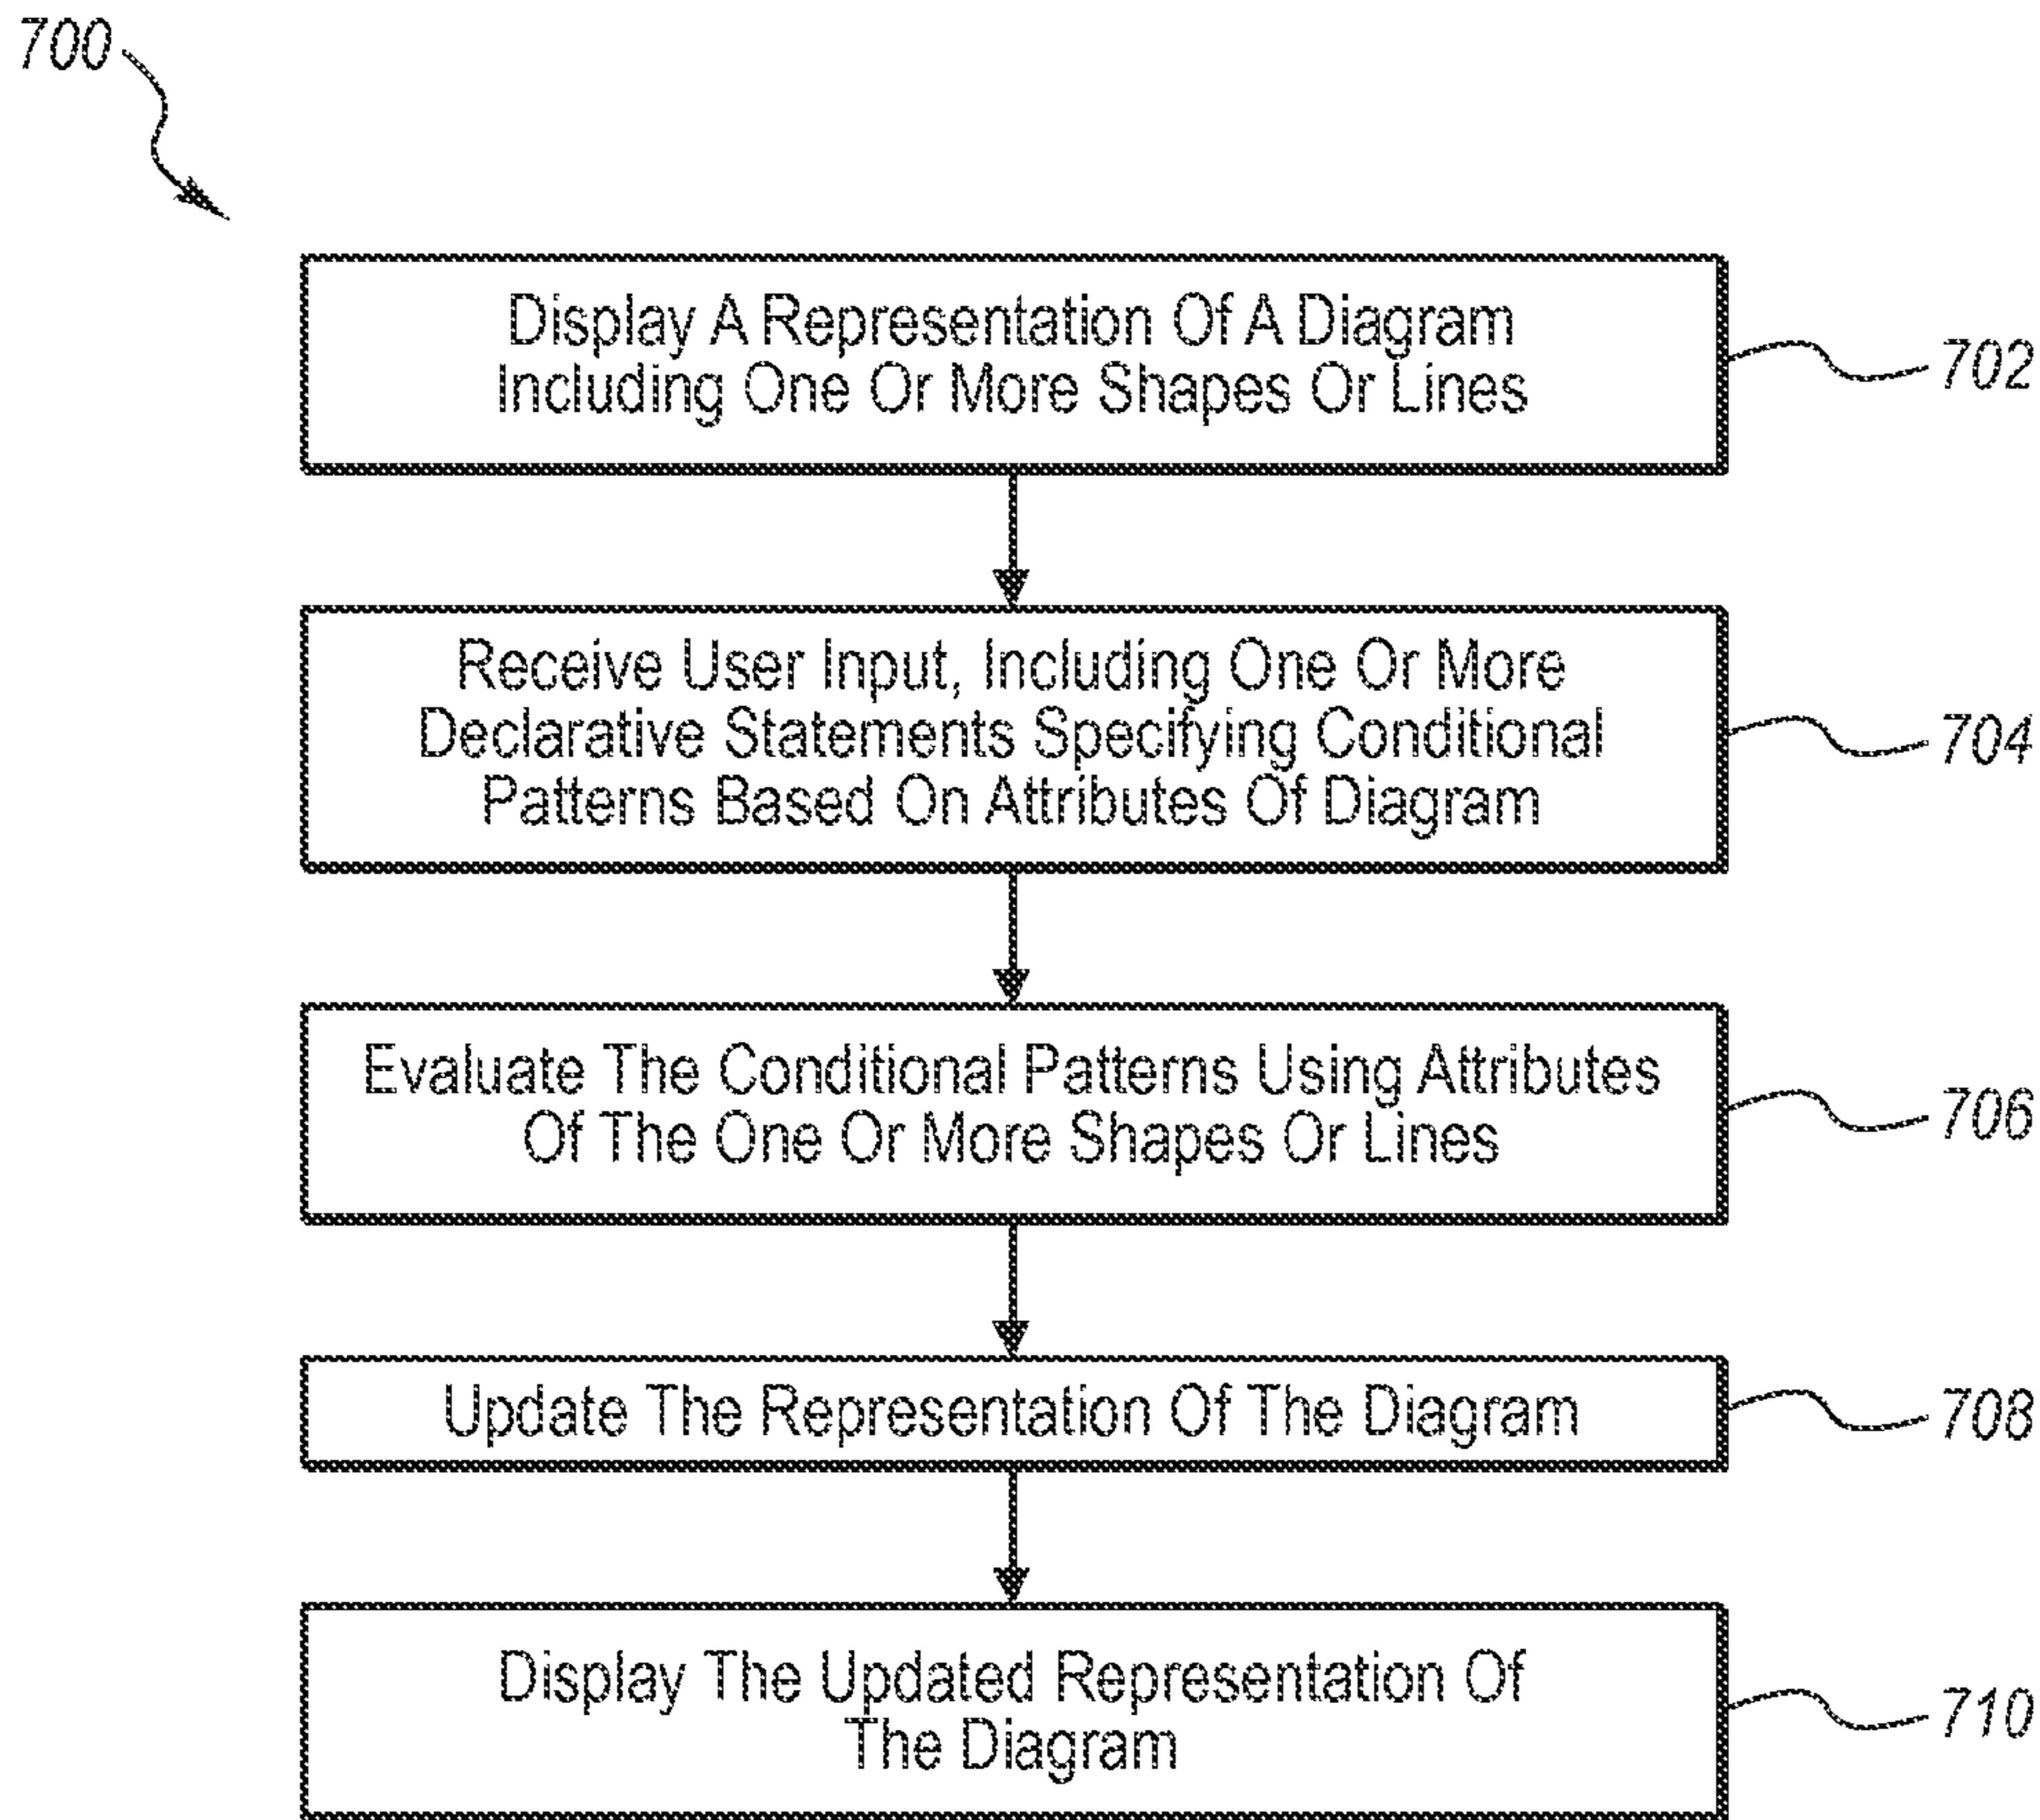 700
Display A Representation Of A Diagram
Including One Or More Shapes Or Lines
702
Receive User Input, Including One Or More
Declarative Statements Specifying Conditional
Patterns Based On Attributes Of Diagram
704
Evaluate The Conditional Patterns Using Attributes
Of The One Or More Shapes Or Lines
706
Update The Representation Of The Diagram
708
Display The Updated Representation Of
The Diagram
710